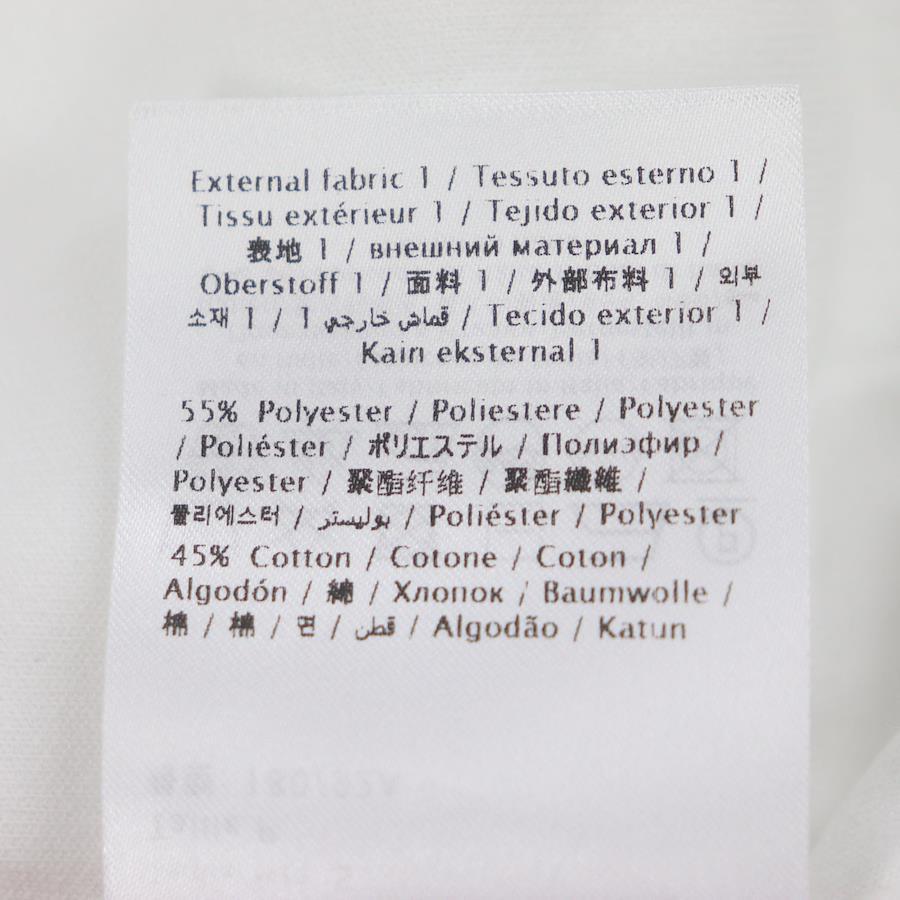 External fabric 1 / Tessuto esterno 1 /
Tissu extérieur 1 / Tejido exterior 1 /
表地 1 / внешний материал 1 /
Oberstoff 1 / 面料 1 / 外部布料 1 / 외부
소재 1 / قماش خارجي 1 / Tecido exterior 1 /
Kain eksternal 1
55% Polyester / Poliestere / Polyester
/ Poliéster / ポリエステル / Полиэфир /
Polyester / 聚酯纤维 / 聚酯纖維 /
폴리에스터 / بوليستر / Poliéster / Polyester
45% Cotton / Cotone / Coton /
Algodón / 綿 / Хлопок / Baumwolle /
棉 / 棉 / 면 / قطن / Algodão / Katun
180/92A